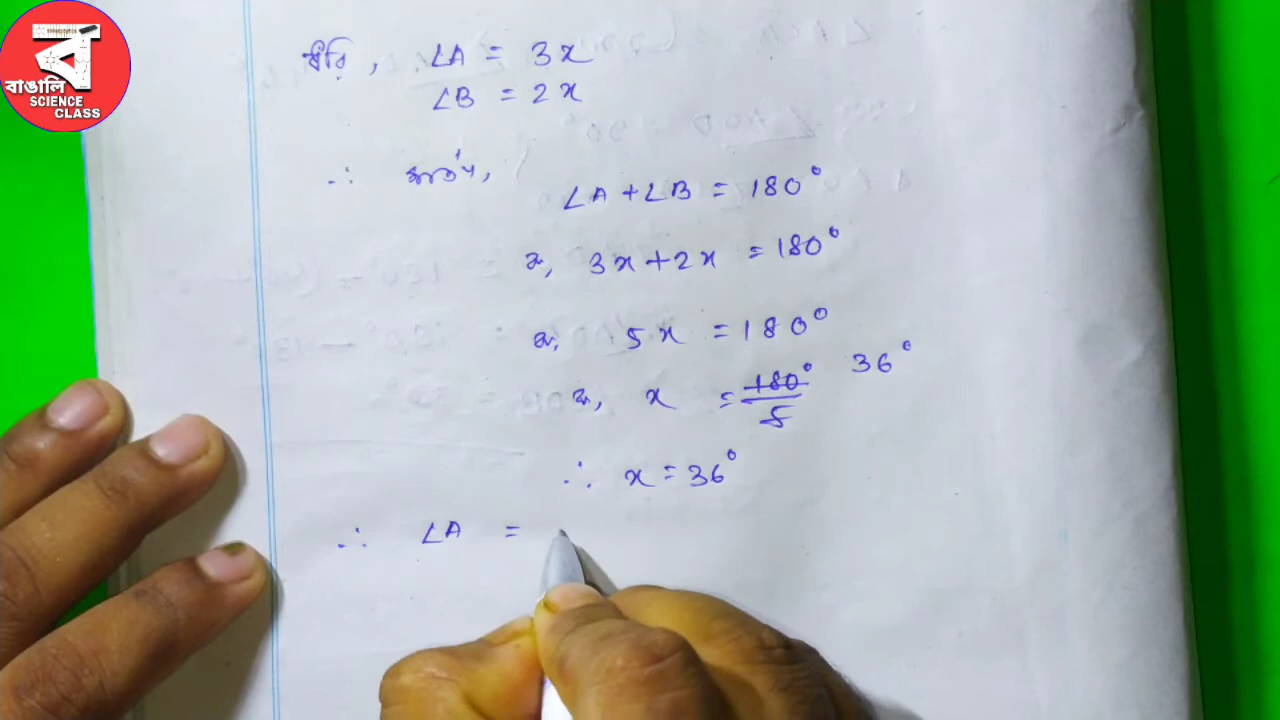 বাঙালি
SCIENCE
CLASS
ধরি, ∠A = 3x
∠B = 2x
∴ শর্তে,
∠A + ∠B = 180°
বা, 3x + 2x = 180°
বা, 5x = 180°
বা, x = 180°/5 36°
∴ x = 36°
∴ ∠A =